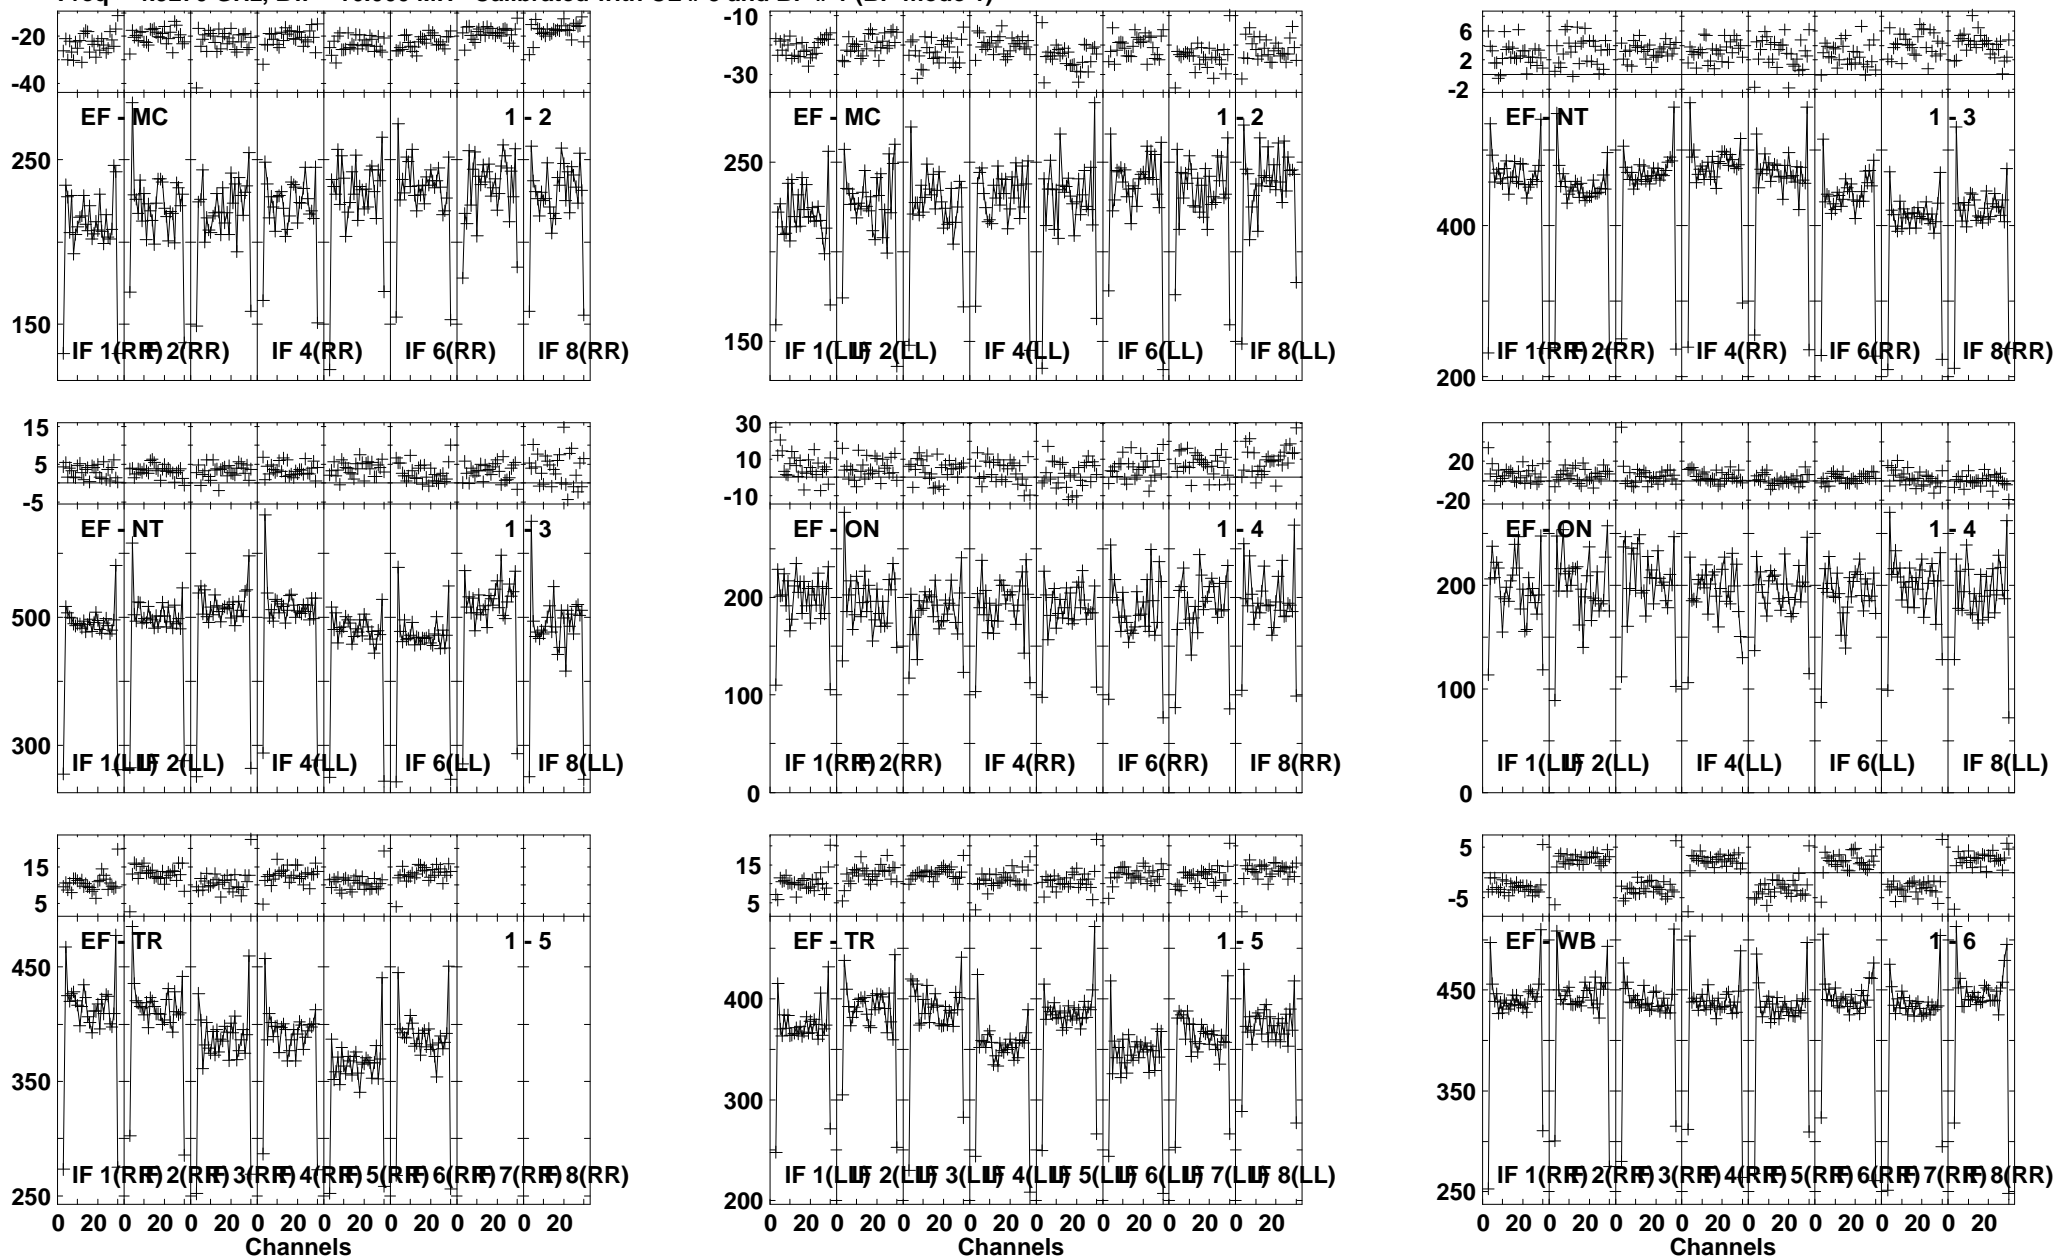 -20
-40
EF - MC 1 - 2
250
150
IF 1(RR) IF 2(RR) IF 4(RR) IF 6(RR) IF 8(RR)
-10
-30
EF - MC 1 - 2
250
150
IF 1(LL) IF 2(LL) IF 4(LL) IF 6(LL) IF 8(LL)
6
2
-2
EF - NT 1 - 3
400
200
IF 1(RR) IF 2(RR) IF 4(RR) IF 6(RR) IF 8(RR)
15
5
-5
EF - NT 1 - 3
500
300
IF 1(LL) IF 2(LL) IF 4(LL) IF 6(LL) IF 8(LL)
30
10
-10
EF - ON 1 - 4
200
100
0
IF 1(RR) IF 2(RR) IF 4(RR) IF 6(RR) IF 8(RR)
20
-20
EF - ON 1 - 4
200
100
0
IF 1(LL) IF 2(LL) IF 4(LL) IF 6(LL) IF 8(LL)
15
5
EF - TR 1 - 5
450
350
250
IF 1(RR) IF 2(RR) IF 3(RR) IF 4(RR) IF 5(RR) IF 6(RR) IF 7(RR) IF 8(RR)
0 20 0 20 0 20 0 20 0 20 0 20 0 20 0 20
Channels
15
5
EF - TR 1 - 5
400
300
200
IF 1(LL) IF 2(LL) IF 3(LL) IF 4(LL) IF 5(LL) IF 6(LL) IF 7(LL) IF 8(LL)
0 20 0 20 0 20 0 20 0 20 0 20 0 20 0 20
Channels
5
-5
EF - WB 1 - 6
450
350
250
IF 1(RR) IF 2(RR) IF 3(RR) IF 4(RR) IF 5(RR) IF 6(RR) IF 7(RR) IF 8(RR)
0 20 0 20 0 20 0 20 0 20 0 20 0 20 0 20
Channels